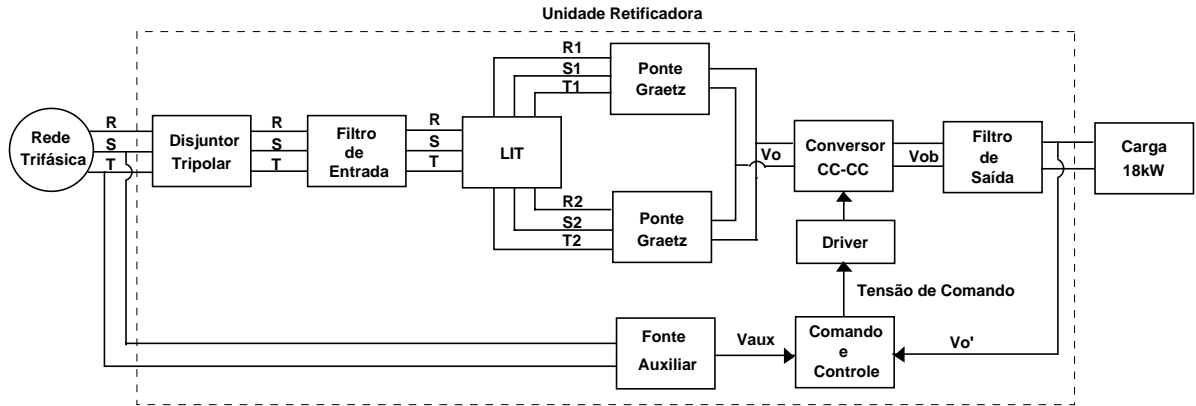 Unidade Retificadora
R1
S1
T1
Ponte
Graetz
Rede
Trifásica
R
S
T
Disjuntor
Tripolar
R
S
T
Filtro
de
Entrada
R
S
T
LIT
Vo
Conversor
CC-CC
Vob
Filtro
de
Saída
Carga
18kW
R2
S2
T2
Ponte
Graetz
Driver
Tensão de Comando
Fonte
Auxiliar
Vaux
Comando
e
Controle
Vo'